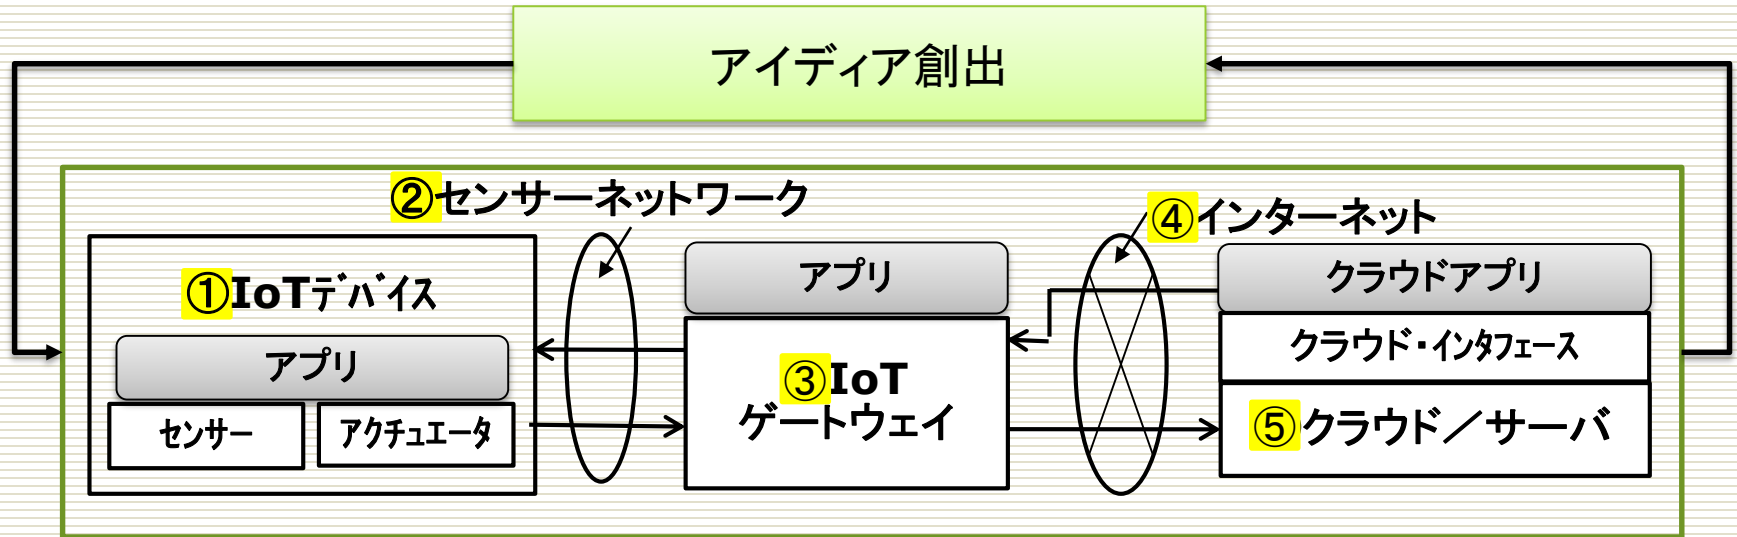 アイディア創出
②センサーネットワーク
④インターネット
①IoTデバイス
アプリ
センサー
アクチュエータ
アプリ
③IoT
ゲートウェイ
クラウドアプリ
クラウド・インタフェース
⑤クラウド／サーバ